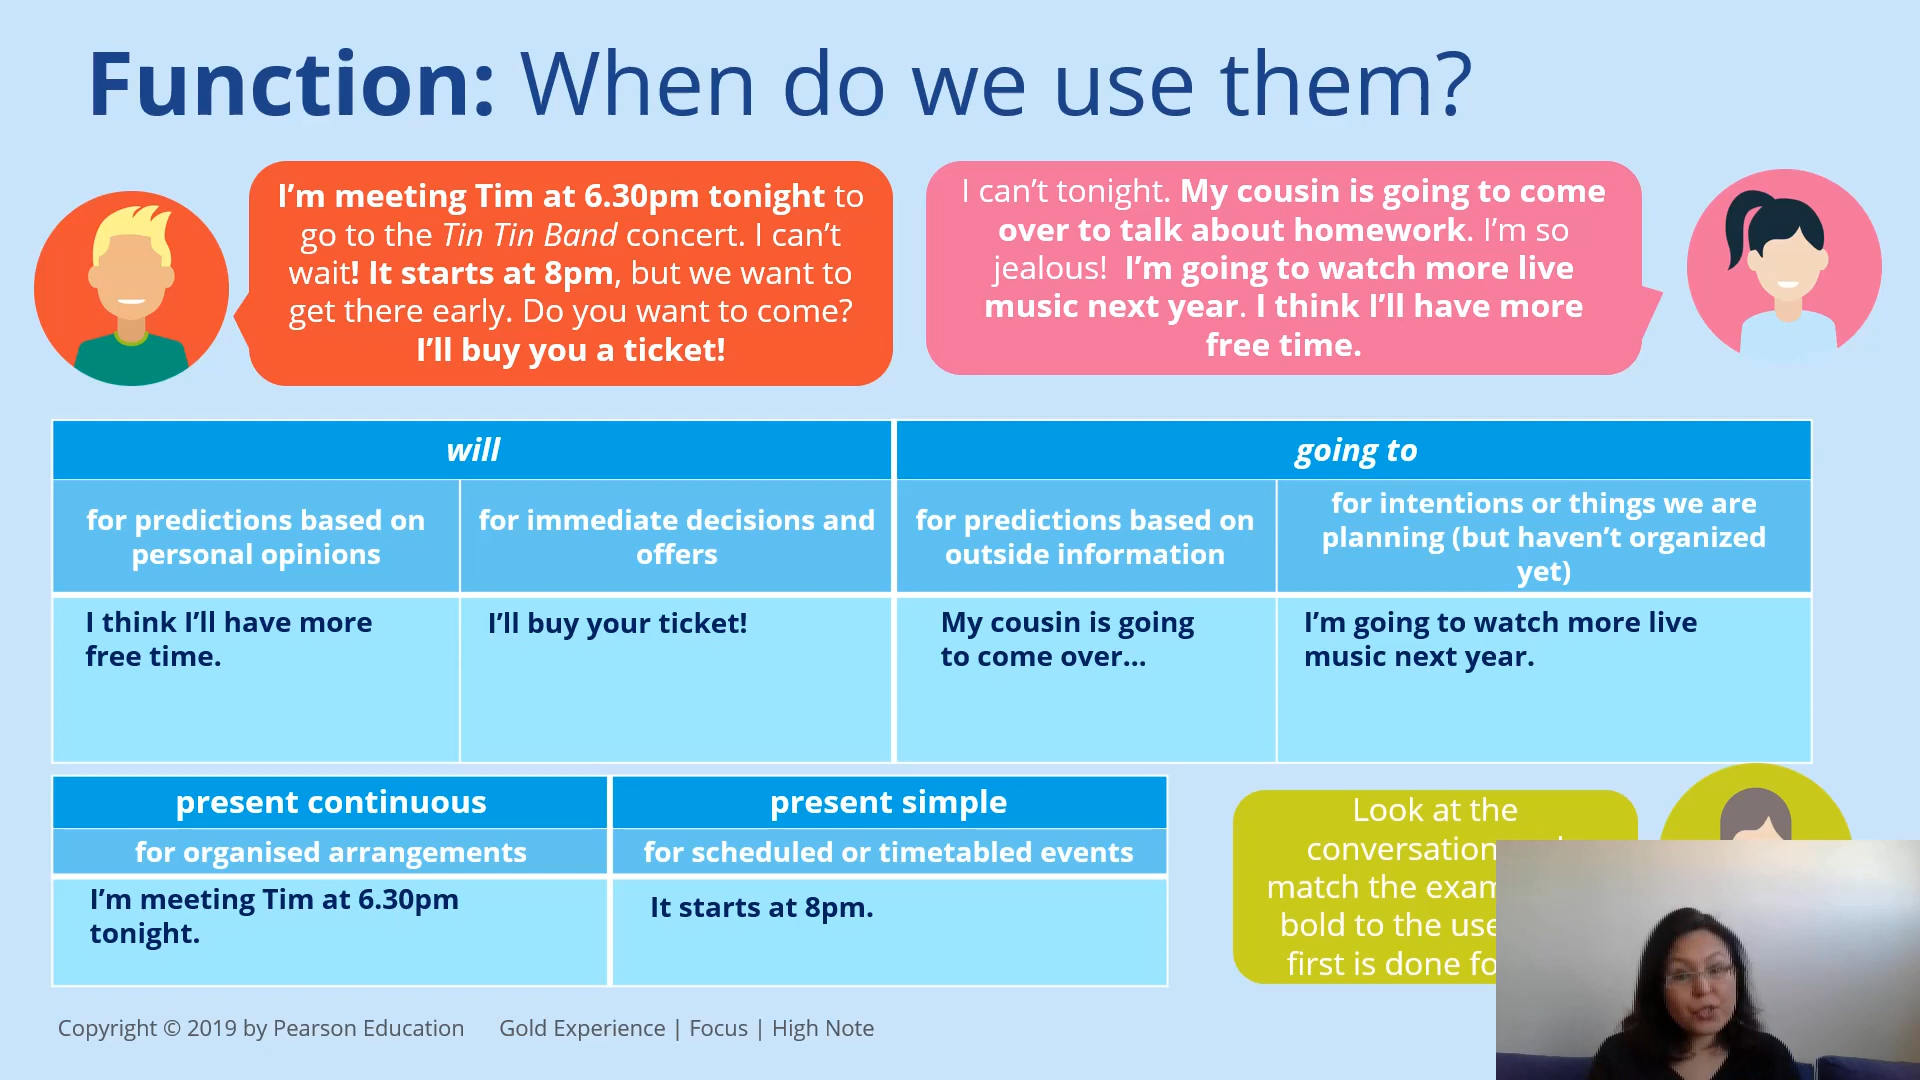 Function: When do we use them?
I’m meeting Tim at 6.30pm tonight to
go to the Tin Tin Band concert. I can’t
wait! It starts at 8pm, but we want to
get there early. Do you want to come?
I’ll buy you a ticket!
I can’t tonight. My cousin is going to come
over to talk about homework. I’m so
jealous!  I’m going to watch more live
music next year. I think I’ll have more
free time.
will
for predictions based on
personal opinions
for immediate decisions and
offers
I think I’ll have more
free time.
I’ll buy your ticket!
going to
for predictions based on
outside information
for intentions or things we are
planning (but haven’t organized
yet)
My cousin is going
to come over...
I’m going to watch more live
music next year.
present continuous
for organised arrangements
I’m meeting Tim at 6.30pm
tonight.
present simple
for scheduled or timetabled events
It starts at 8pm.
Look at the
conversation
match the
bold to the
first is done
Copyright © 2019 by Pearson Education
Gold Experience | Focus | High Note